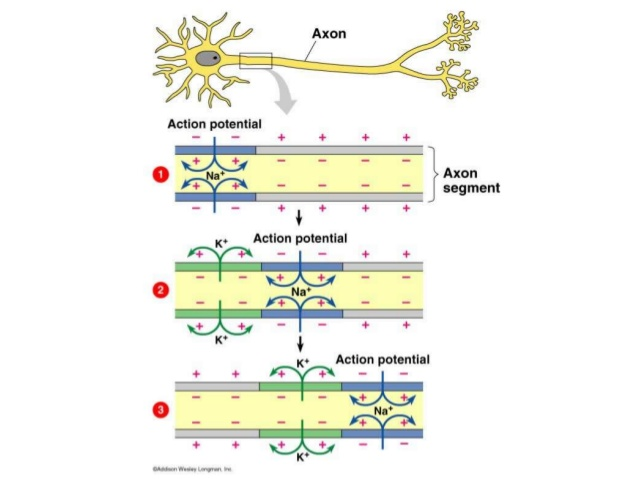 Axon
Action potential
− − + + + +
+ + − − − −
Na⁺
+ + − − − −
− − + + + +
1
Axon
segment
Action potential
K⁺
+ + − − + +
− − + + − −
Na⁺
− − + + − −
+ + − − + +
K⁺
2
Action potential
K⁺
+ + + + − −
− − − − + +
Na⁺
− − − − + +
+ + + + − −
K⁺
3
©Addison Wesley Longman, Inc.